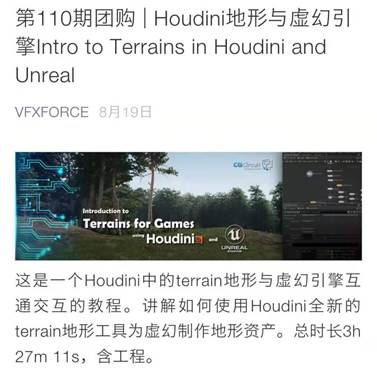 第110期团购 | Houdini地形与虚幻引
擎Intro to Terrains in Houdini and
Unreal
VFXFORCE 8月19日
CGCircuit
Introduction to
Terrains for Games
using Houdini and
UNREAL
这是一个Houdini中的terrain地形与虚幻引擎互
通交互的教程。讲解如何使用Houdini全新的
terrain地形工具为虚幻制作地形资产。总时长3h
27m 11s，含工程。